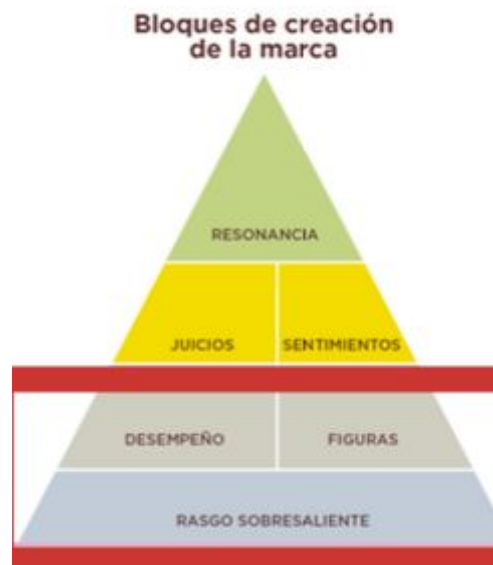 Bloques de creación
de la marca
RESONANCIA
JUICIOS
SENTIMIENTOS
DESEMPEÑO
FIGURAS
RASGO SOBRESALIENTE